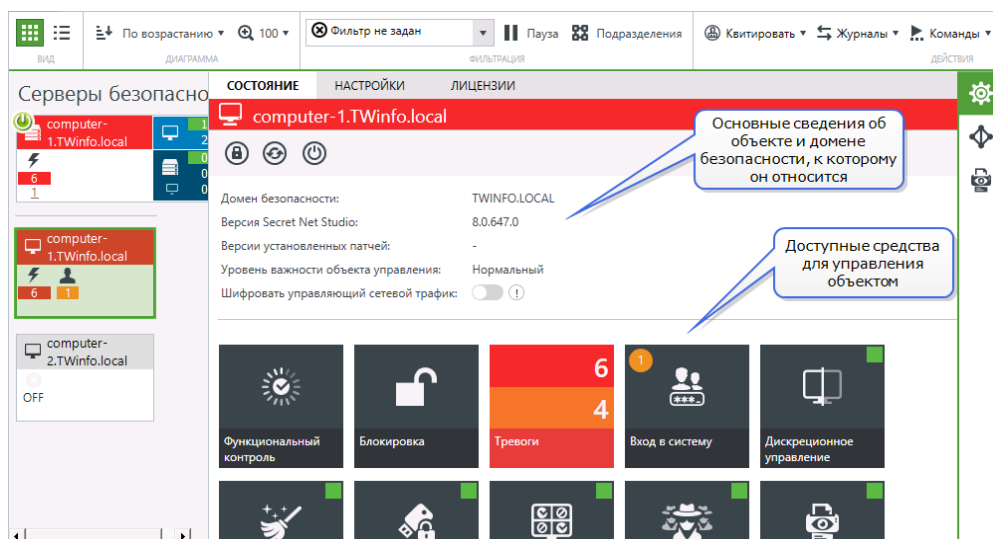 По возрастанию
100
Фильтр не задан
Пауза
Подразделения
Квитировать
Журналы
Команды
ВИД
ДИАГРАММА
ФИЛЬТРАЦИЯ
ДЕЙСТВИЯ
Серверы безопасно
computer-
1.TWinfo.local
6
1
1
2
0
0
0
computer-
1.TWinfo.local
6
1
computer-
2.TWinfo.local
OFF
СОСТОЯНИЕ
НАСТРОЙКИ
ЛИЦЕНЗИИ
computer-1.TWinfo.local
Основные сведения об
объекте и домене
безопасности, к которому
он относится
Домен безопасности:
TWINFO.LOCAL
Версия Secret Net Studio:
8.0.647.0
Версии установленных патчей:
-
Уровень важности объекта управления:
Нормальный
Шифровать управляющий сетевой трафик:
Доступные средства
для управления
объектом
Функциональный
контроль
Блокировка
6
4
Тревоги
1
Вход в систему
Дискреционное
управление